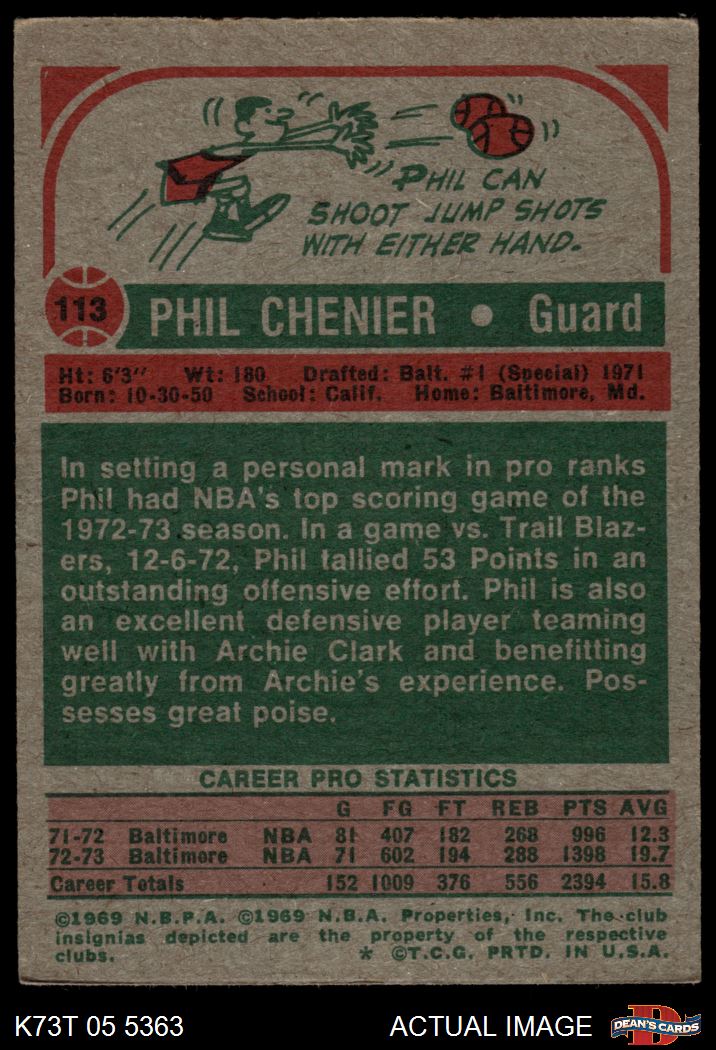 PHIL CAN
SHOOT JUMP SHOTS
WITH EITHER HAND.
113
PHIL CHENIER • Guard
Ht: 6'3" Wt: 180 Drafted: Balt. #1 (Special) 1971
Born: 10-30-50 School: Calif. Home: Baltimore, Md.
In setting a personal mark in pro ranks
Phil had NBA's top scoring game of the
1972-73 season. In a game vs. Trail Blaz-
ers, 12-6-72, Phil tallied 53 Points in an
outstanding offensive effort. Phil is also
an excellent defensive player teaming
well with Archie Clark and benefitting
greatly from Archie's experience. Pos-
sesses great poise.
CAREER PRO STATISTICS
G FG FT REB PTS AVG
71-72 Baltimore NBA 81 407 182 268 996 12.3
72-73 Baltimore NBA 71 602 194 288 1398 19.7
Career Totals 152 1009 376 556 2394 15.8
©1969 N.B.P.A. ©1969 N.B.A. Properties, Inc. The club
insignias depicted are the property of the respective
clubs. * ©T.C.G. PRTD. IN U.S.A.
K73T 05 5363 ACTUAL IMAGE D DEAN'S CARDS